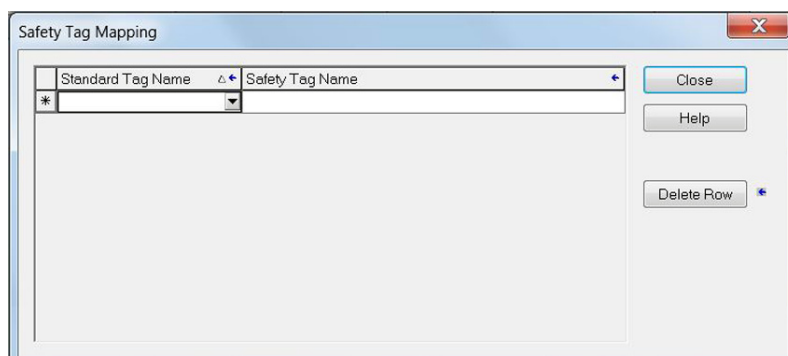 Safety Tag Mapping
Standard Tag Name Safety Tag Name
Close
Help
Delete Row